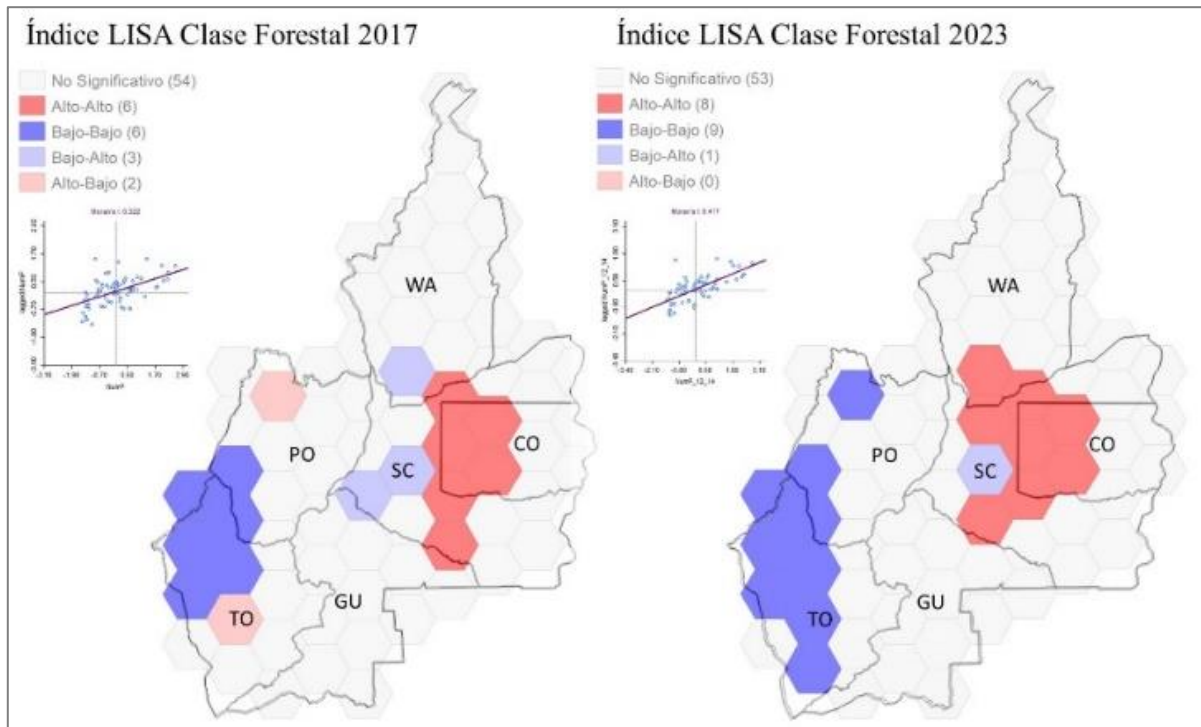 Índice LISA Clase Forestal 2017
No Significativo (54)
Alto-Alto (6)
Bajo-Bajo (6)
Bajo-Alto (3)
Alto-Bajo (2)
NumP
WA
PO
SC
CO
TO
GU
Índice LISA Clase Forestal 2023
No Significativo (53)
Alto-Alto (8)
Bajo-Bajo (9)
Bajo-Alto (1)
Alto-Bajo (0)
NumP_12_14
WA
PO
SC
CO
TO
GU